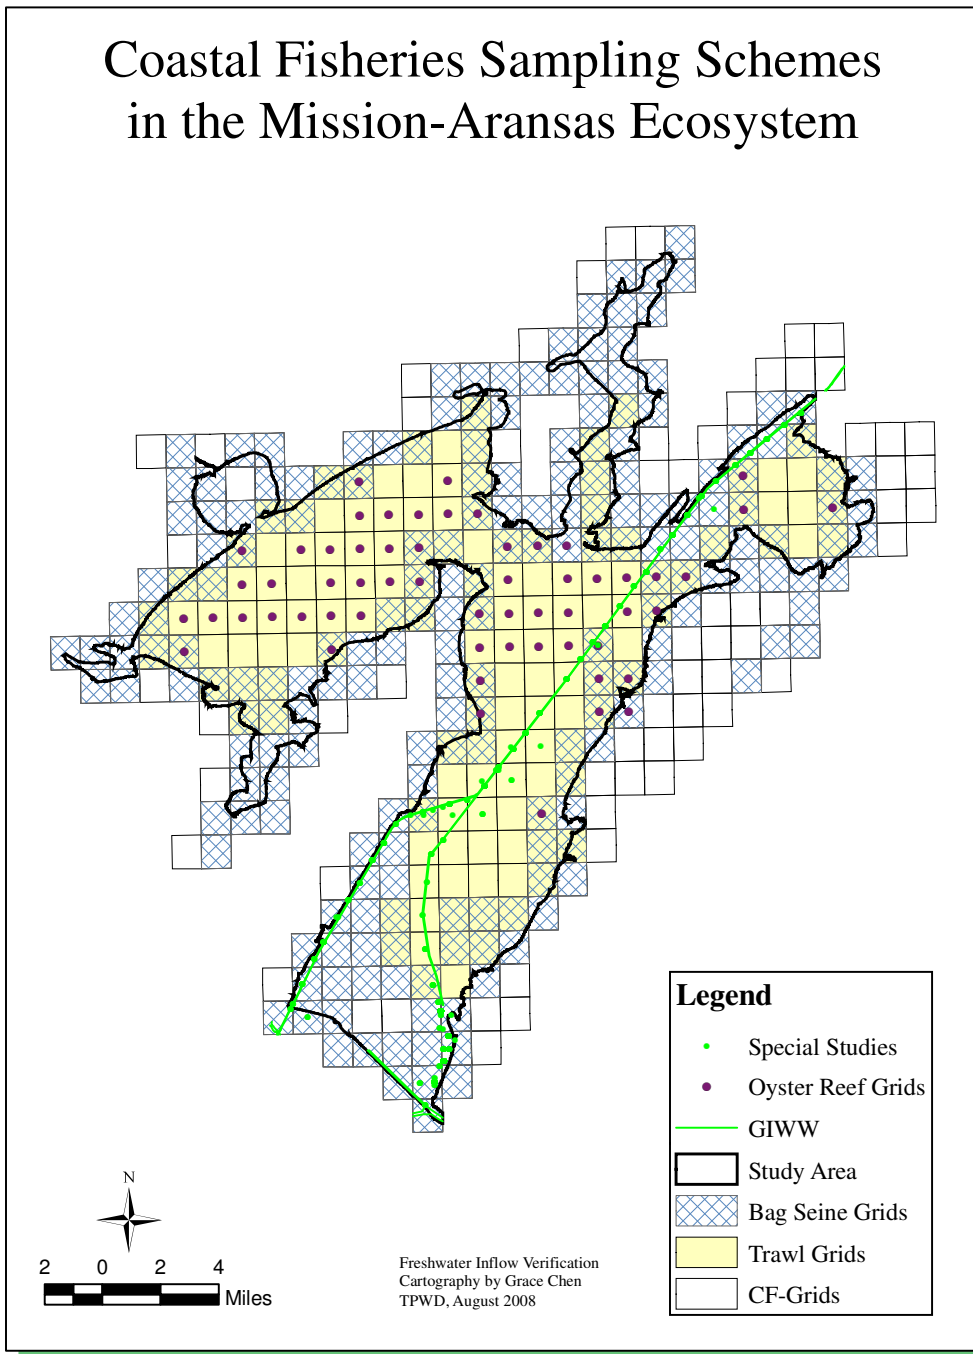 Coastal Fisheries Sampling Schemes
in the Mission-Aransas Ecosystem
Legend
Special Studies
Oyster Reef Grids
GIWW
Study Area
Bag Seine Grids
Trawl Grids
CF-Grids
N
2 0 2 4
Miles
Freshwater Inflow Verification
Cartography by Grace Chen
TPWD, August 2008